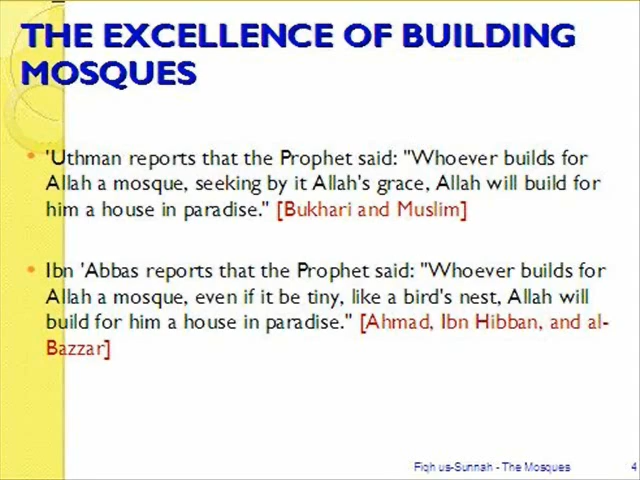 THE EXCELLENCE OF BUILDING
MOSQUES
'Uthman reports that the Prophet said: "Whoever builds for
Allah a mosque, seeking by it Allah's grace, Allah will build for
him a house in paradise." [Bukhari and Muslim]
Ibn 'Abbas reports that the Prophet said: "Whoever builds for
Allah a mosque, even if it be tiny, like a bird's nest, Allah will
build for him a house in paradise." [Ahmad, Ibn Hibban, and al-
Bazzar]
Fiqh us-Sunnah - The Mosques 4